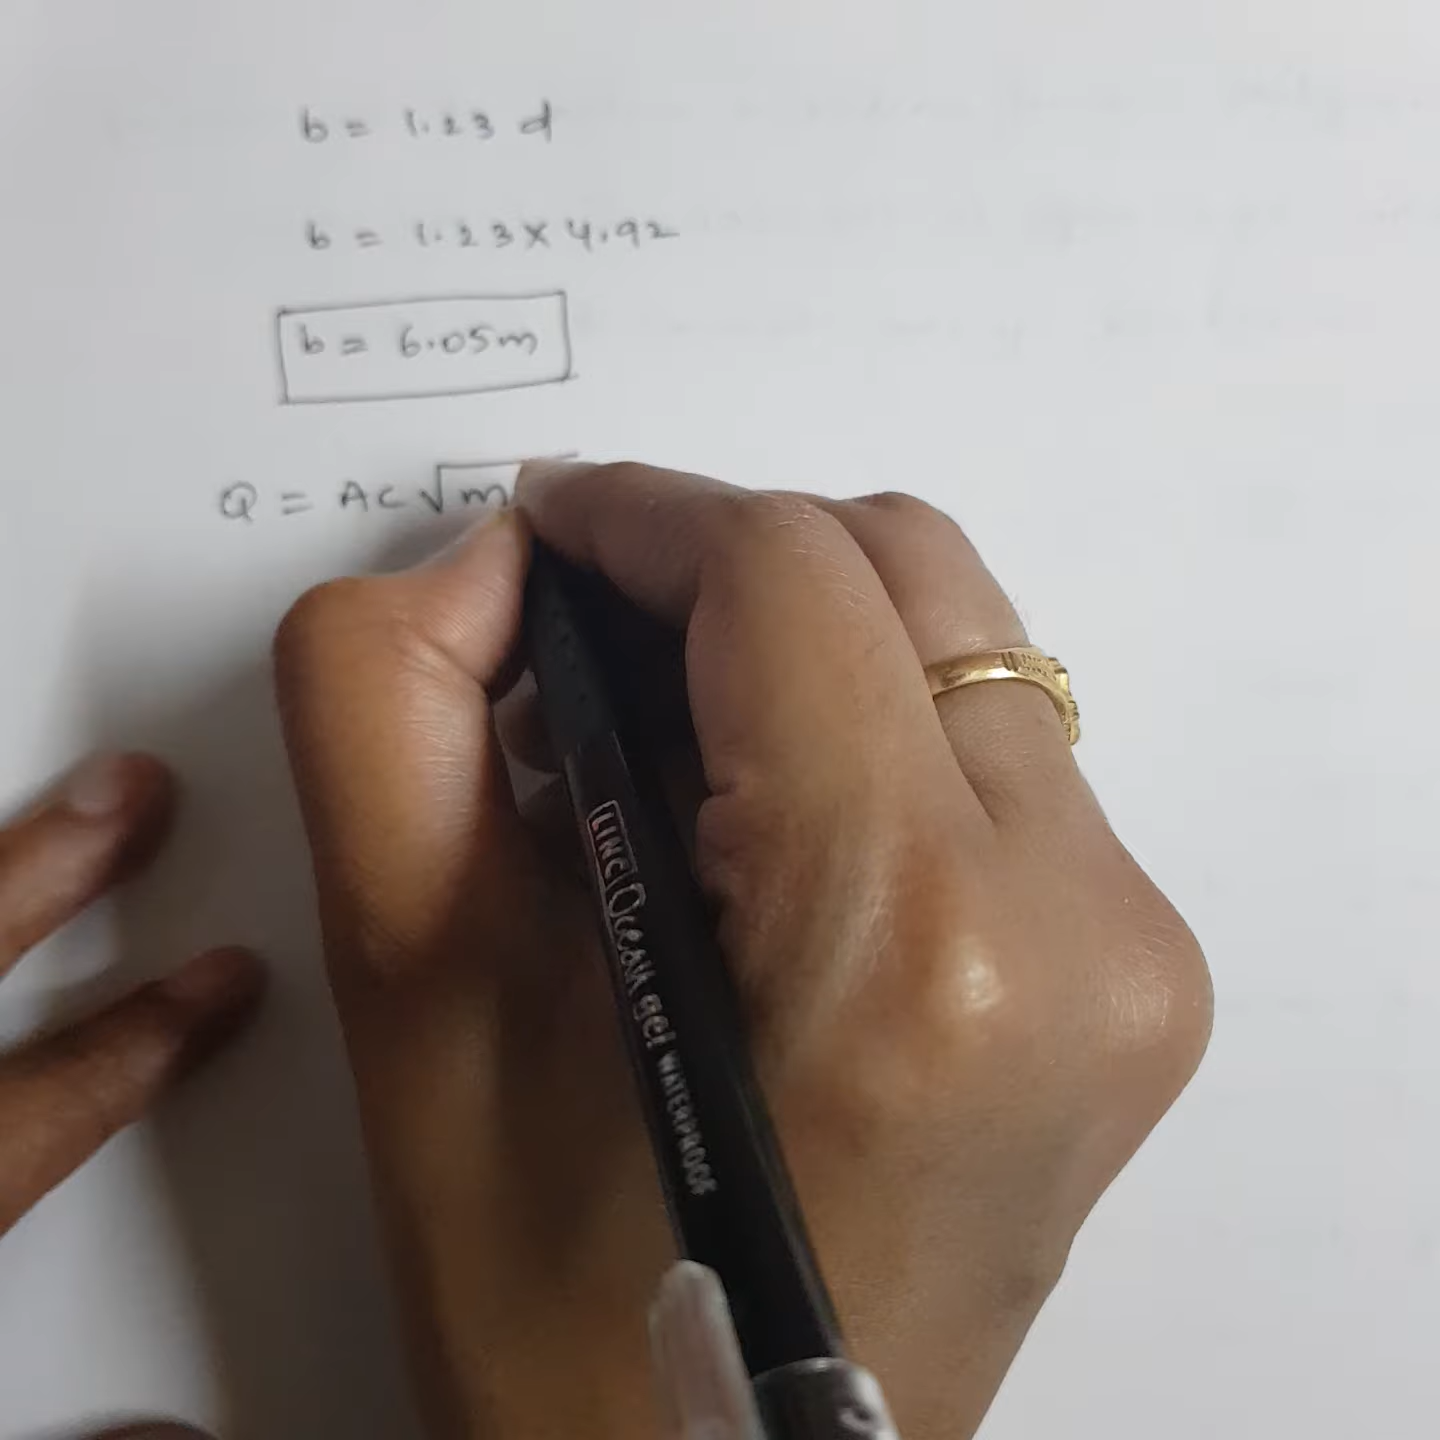 b = 1.23 d
b = 1.23 × 4.92
b = 6.05m
Q = AC√m
LINC Ocean gel WATERPROOF